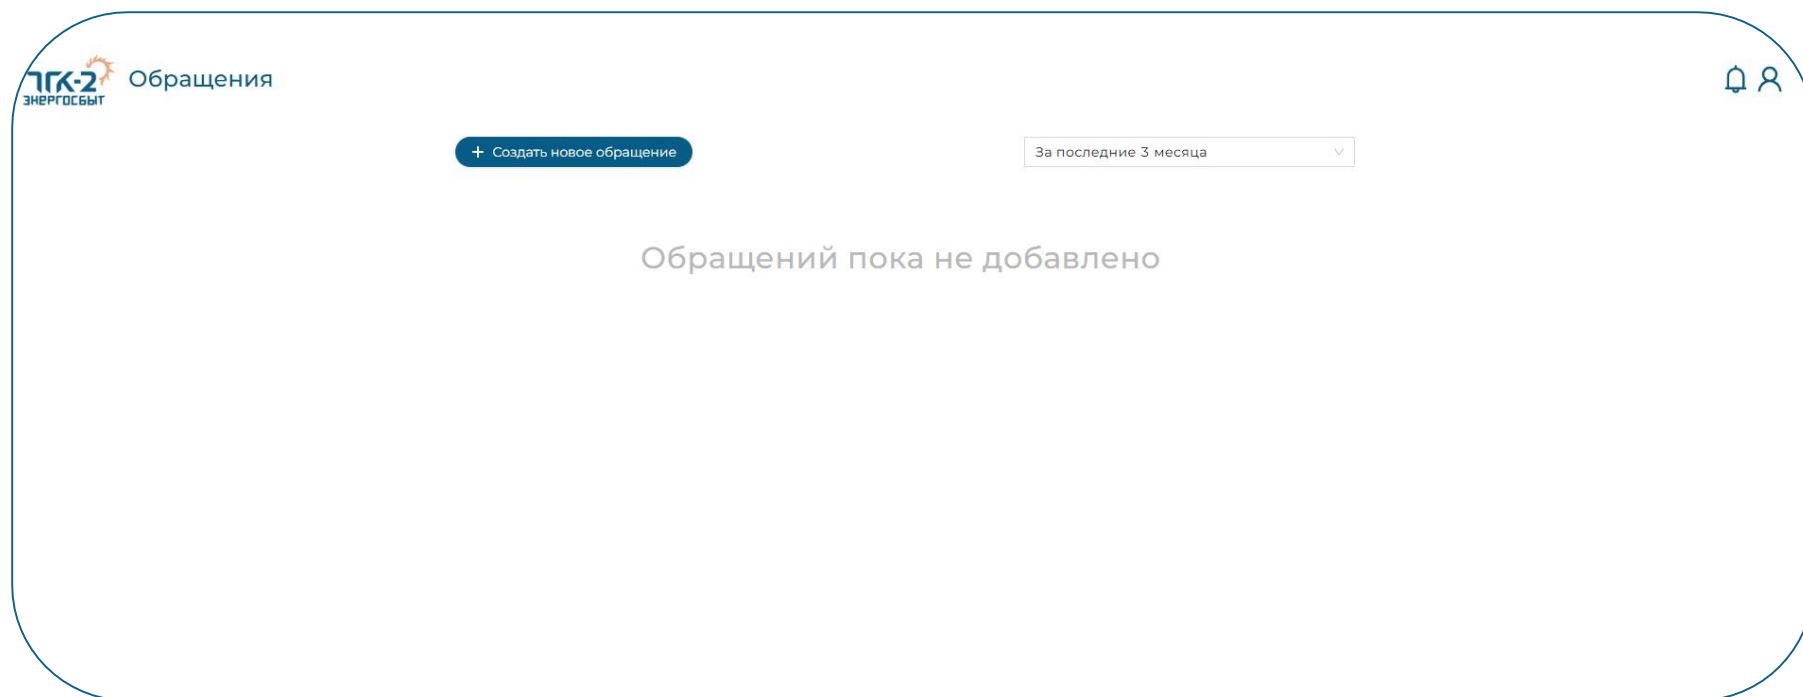 ТГК-2
ЭНЕРГОСБЫТ
Обращения
+ Создать новое обращение
За последние 3 месяца
Обращений пока не добавлено